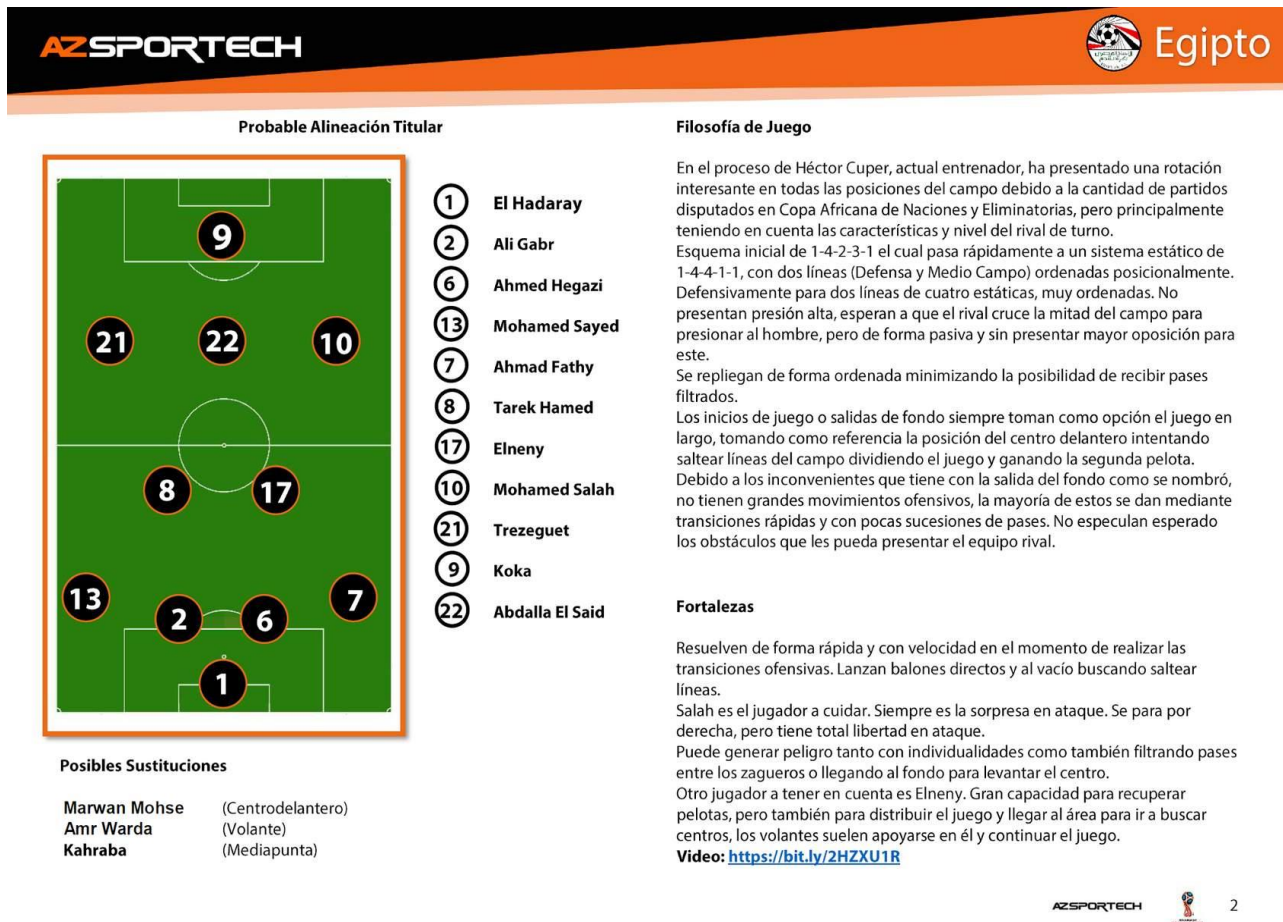 AZSPORTECH
Egipto
Probable Alineación Titular
9
21
22
10
8
17
13
2
6
7
1
1 El Hadaray
2 Ali Gabr
6 Ahmed Hegazi
13 Mohamed Sayed
7 Ahmad Fathy
8 Tarek Hamed
17 Elneny
10 Mohamed Salah
21 Trezeguet
9 Koka
22 Abdalla El Said
Posibles Sustituciones
Marwan Mohse (Centrodelantero)
Amr Warda (Volante)
Kahraba (Mediapunta)
Filosofía de Juego
En el proceso de Héctor Cuper, actual entrenador, ha presentado una rotación
interesante en todas las posiciones del campo debido a la cantidad de partidos
disputados en Copa Africana de Naciones y Eliminatorias, pero principalmente
teniendo en cuenta las características y nivel del rival de turno.
Esquema inicial de 1-4-2-3-1 el cual pasa rápidamente a un sistema estático de
1-4-4-1-1, con dos líneas (Defensa y Medio Campo) ordenadas posicionalmente.
Defensivamente para dos líneas de cuatro estáticas, muy ordenadas. No
presentan presión alta, esperan a que el rival cruce la mitad del campo para
presionar al hombre, pero de forma pasiva y sin presentar mayor oposición para
este.
Se repliegan de forma ordenada minimizando la posibilidad de recibir pases
filtrados.
Los inicios de juego o salidas de fondo siempre toman como opción el juego en
largo, tomando como referencia la posición del centro delantero intentando
saltear líneas del campo dividiendo el juego y ganando la segunda pelota.
Debido a los inconvenientes que tiene con la salida del fondo como se nombró,
no tienen grandes movimientos ofensivos, la mayoría de estos se dan mediante
transiciones rápidas y con pocas sucesiones de pases. No especulan esperado
los obstáculos que les pueda presentar el equipo rival.
Fortalezas
Resuelven de forma rápida y con velocidad en el momento de realizar las
transiciones ofensivas. Lanzan balones directos y al vacío buscando saltear
líneas.
Salah es el jugador a cuidar. Siempre es la sorpresa en ataque. Se para por
derecha, pero tiene total libertad en ataque.
Puede generar peligro tanto con individualidades como también filtrando pases
entre los zagueros o llegando al fondo para levantar el centro.
Otro jugador a tener en cuenta es Elneny. Gran capacidad para recuperar
pelotas, pero también para distribuir el juego y llegar al área para ir a buscar
centros, los volantes suelen apoyarse en él y continuar el juego.
Video: https://bit.ly/2HZXU1R
AZSPORTECH
2